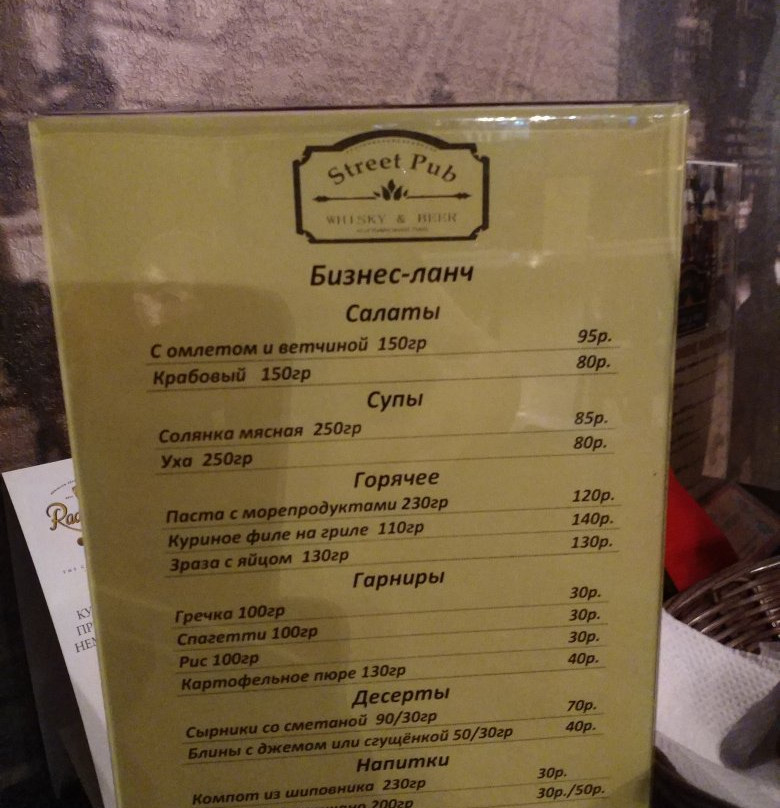 Street Pub
WHISKY & BEER
Бизнес-ланч
Салаты
С омлетом и ветчиной 150гр 95р.
Крабовый 150гр 80р.
Супы
Солянка мясная 250гр 85р.
Уха 250гр 80р.
Горячее
Паста с морепродуктами 230гр 120р.
Куриное филе на гриле 110гр 140р.
Зраза с яйцом 130гр 130р.
Гарниры
Гречка 100гр 30р.
Спагетти 100гр 30р.
Рис 100гр 30р.
Картофельное пюре 130гр 40р.
Десерты
Сырники со сметаной 90/30гр 70р.
Блины с джемом или сгущёнкой 50/30гр 40р.
Напитки
Компот из шиповника 230гр 30р.
200гр 30р./50р.